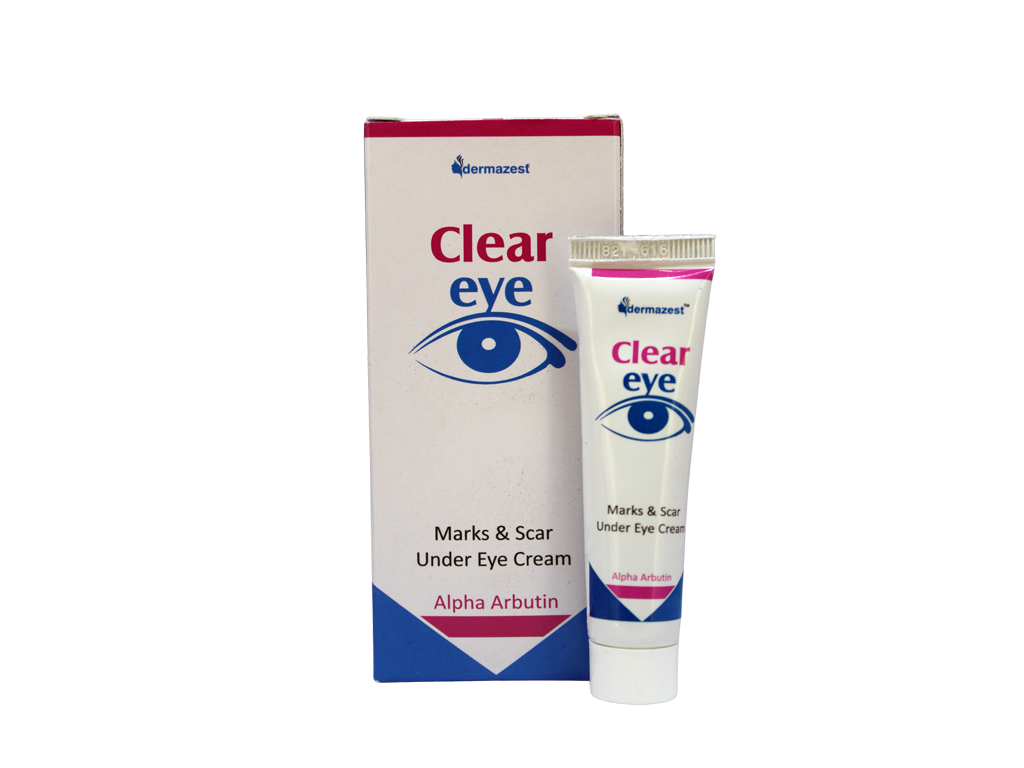 dermazest
Clear
eye
Marks & Scar
Under Eye Cream
Alpha Arbutin
dermazest™
Clear
eye
Marks & Scar
Under Eye Cream
Alpha Arbutin